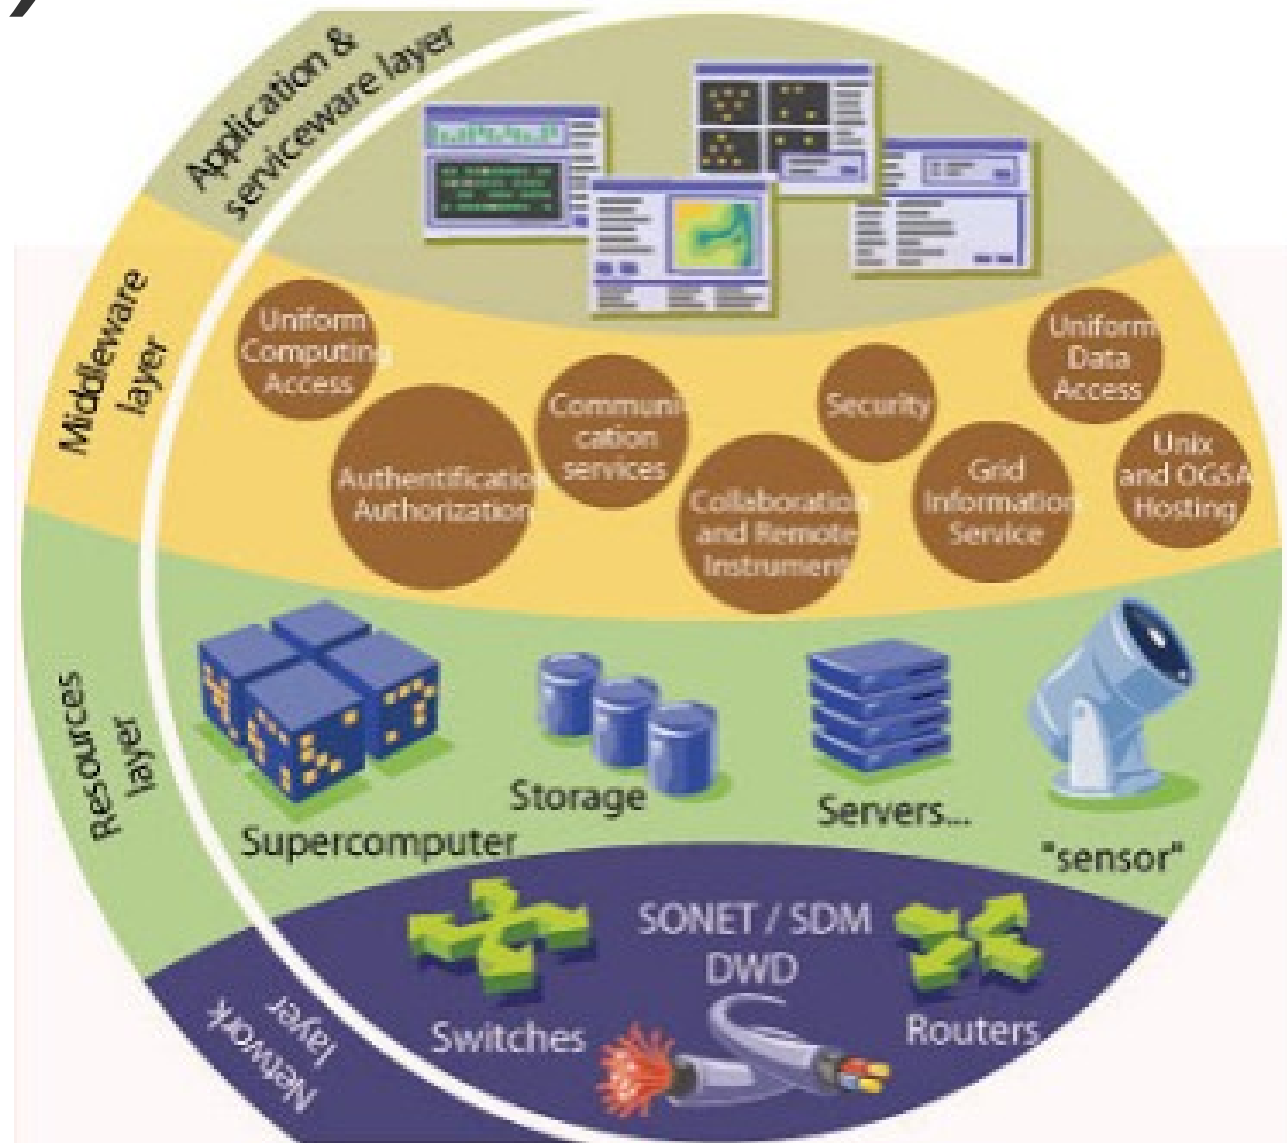 Application &
serviceware layer
Middleware
layer
Uniform
Computing
Access
Authentification
Authorization
Communi-
cation
services
Collaboration
and Remote
Instrument
Security
Grid
Information
Service
Uniform
Data
Access
Unix
and OGSA
Hosting
Resources
layer
Supercomputer
Storage
Servers...
"sensor"
Network
layer
Switches
SONET / SDM
DWD
Routers